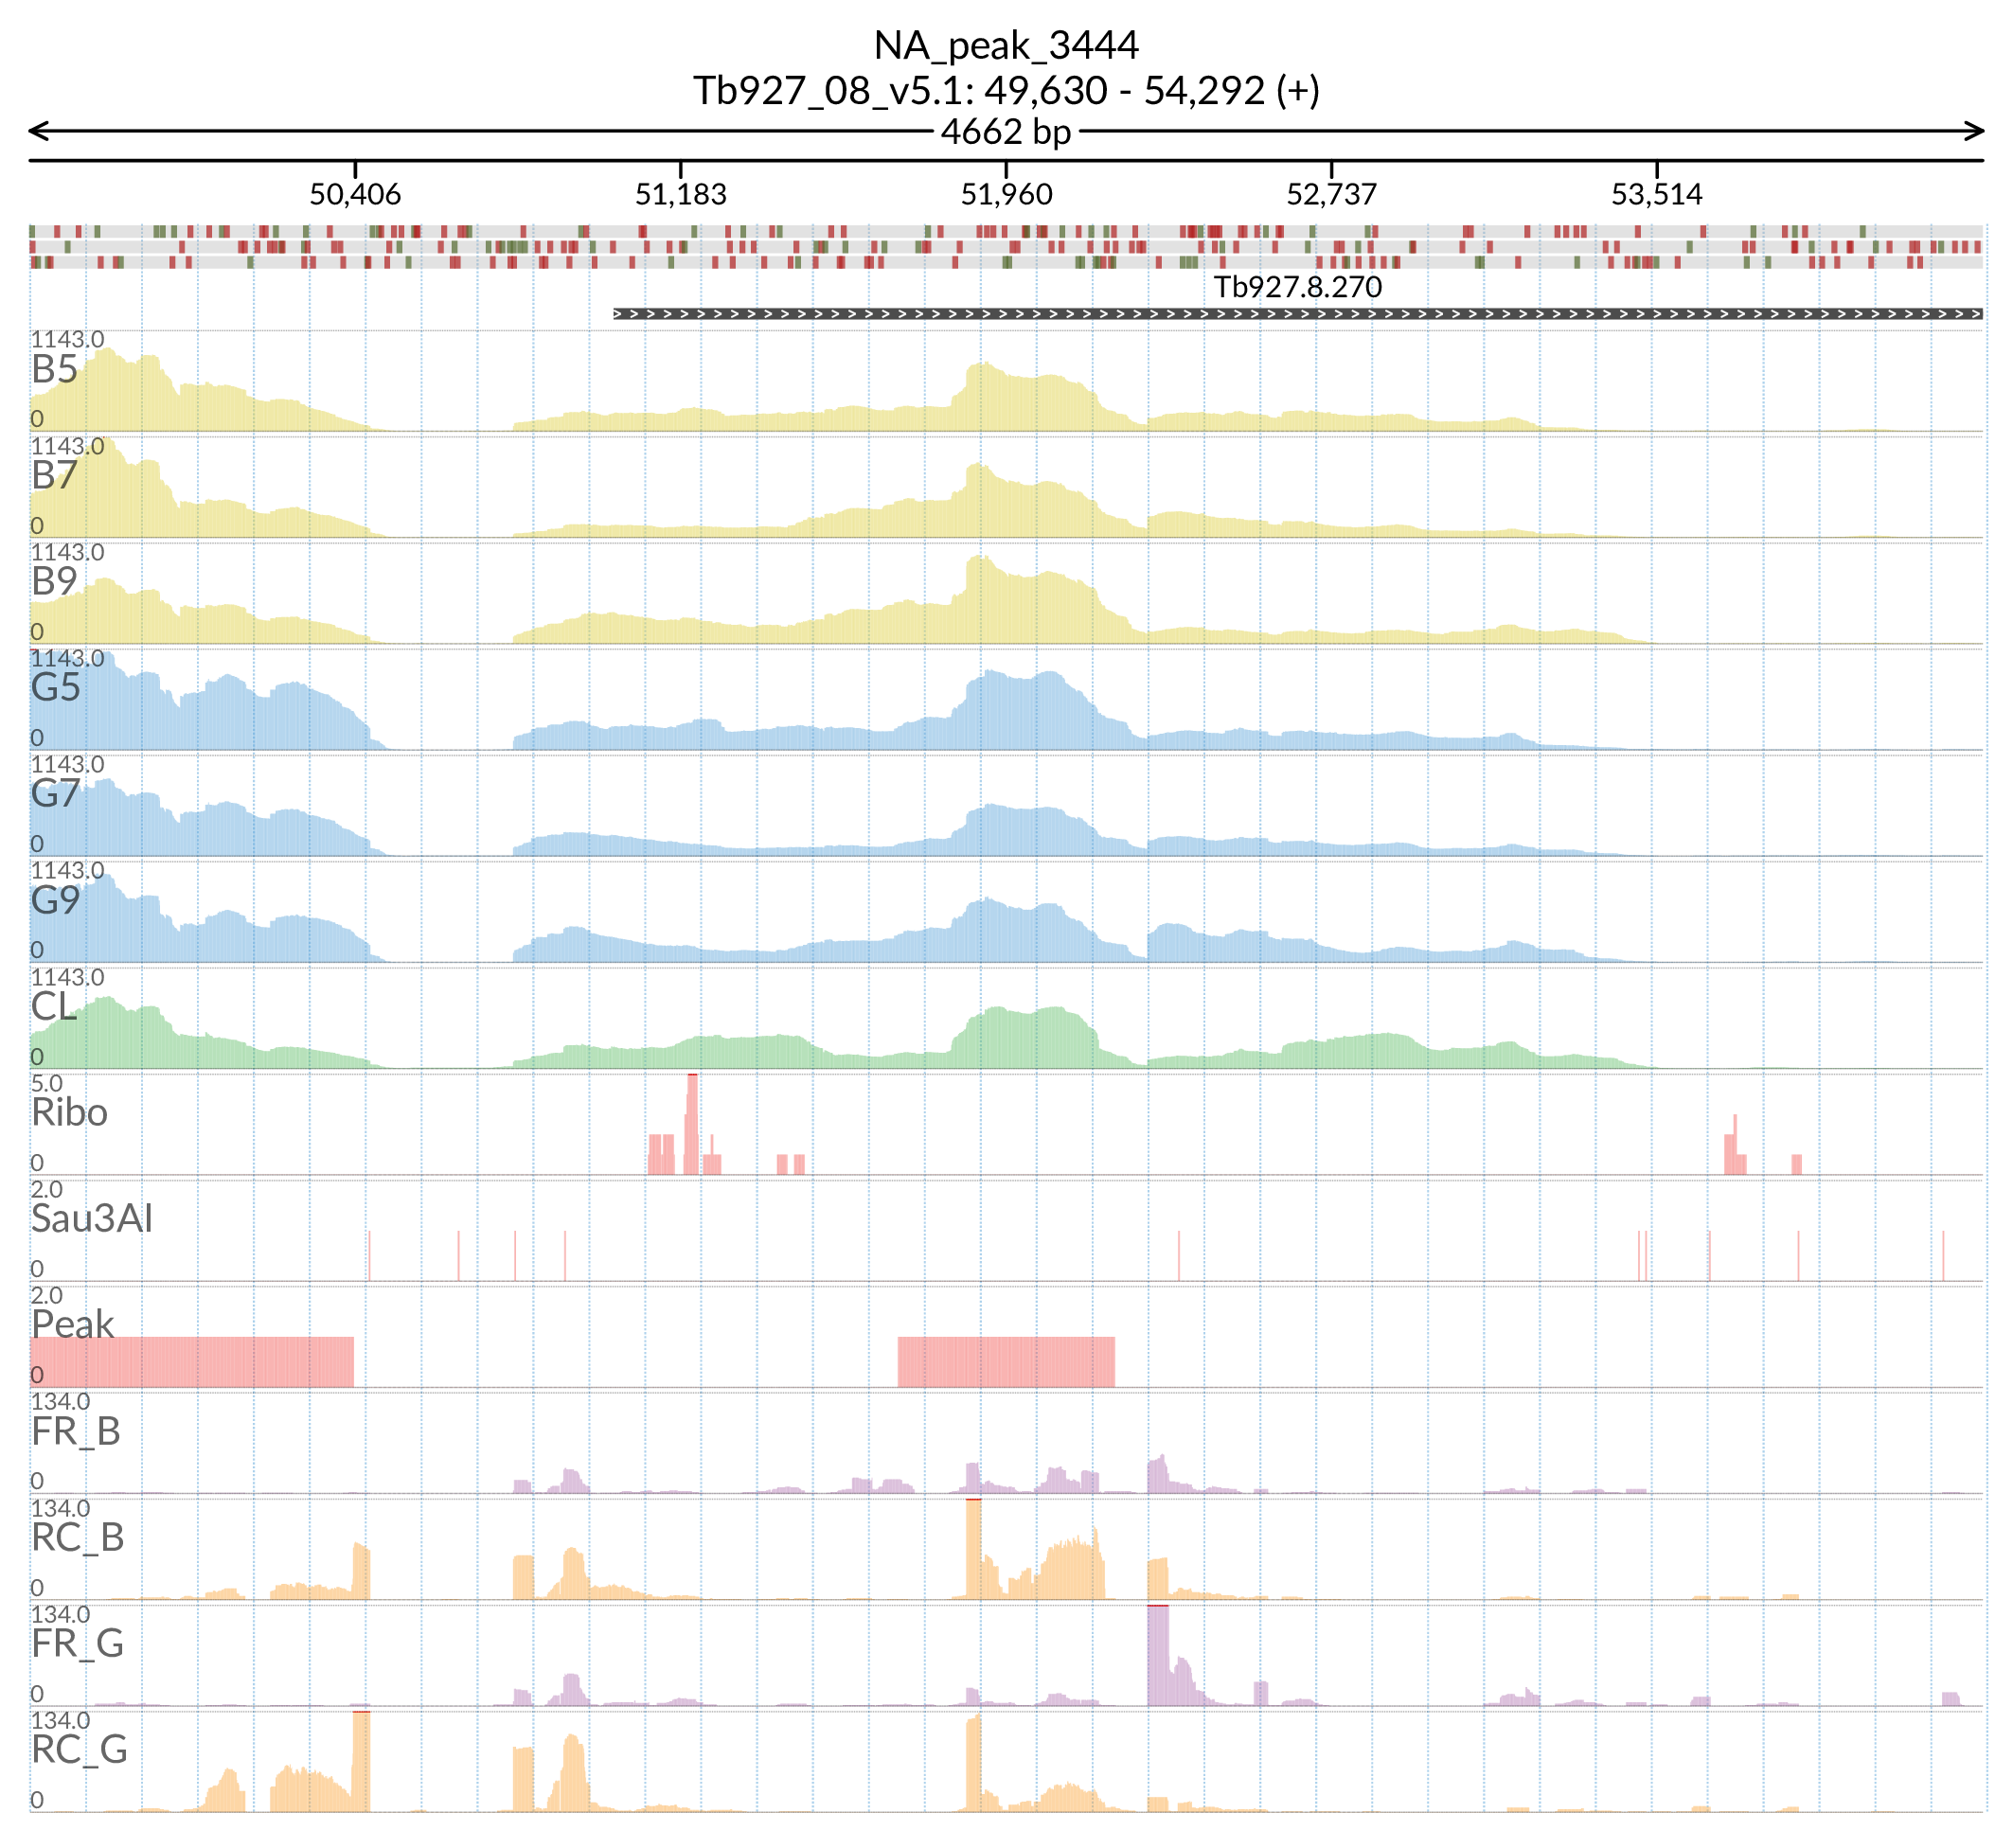 NA_peak_3444
Tb927_08_v5.1: 49,630 - 54,292 (+)
4662 bp
50,406 51,183 51,960 52,737 53,514
Tb927.8.270
1143.0
B5
0
1143.0
B7
0
1143.0
B9
0
1143.0
G5
0
1143.0
G7
0
1143.0
G9
0
1143.0
CL
0
5.0
Ribo
0
2.0
Sau3AI
0
2.0
Peak
0
134.0
FR_B
0
134.0
RC_B
0
134.0
FR_G
0
134.0
RC_G
0